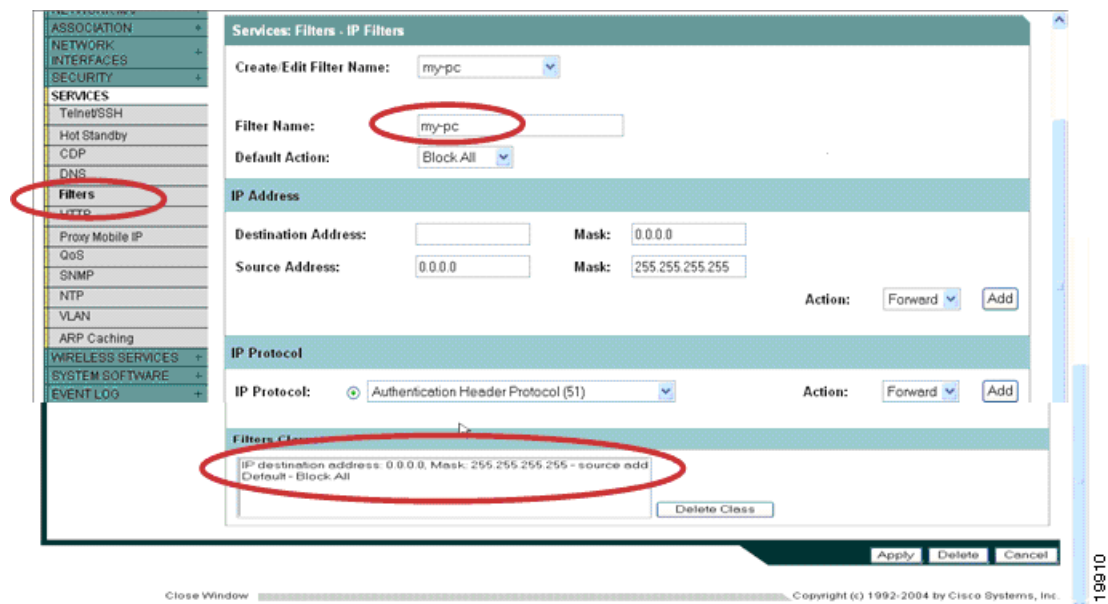 ASSOCIATION +
NETWORK INTERFACES +
SECURITY +
SERVICES
Telnet/SSH
Hot Standby
CDP
DNS
Filters
HTTP
Proxy Mobile IP
QoS
SNMP
NTP
VLAN
ARP Caching
WIRELESS SERVICES +
SYSTEM SOFTWARE +
EVENT LOG +
Services: Filters - IP Filters
Create/Edit Filter Name: my-pc
Filter Name: my-pc
Default Action: Block All
IP Address
Destination Address: Mask: 0.0.0.0
Source Address: 0.0.0.0 Mask: 255.255.255.255
Action: Forward Add
IP Protocol
IP Protocol: Authentication Header Protocol (51) Action: Forward Add
Filters
IP destination address: 0.0.0.0, Mask: 255.255.255.255 - source add
Default - Block All
Delete Class
Apply Delete Cancel
Close Window
Copyright (c) 1992-2004 by Cisco Systems, Inc.
19910